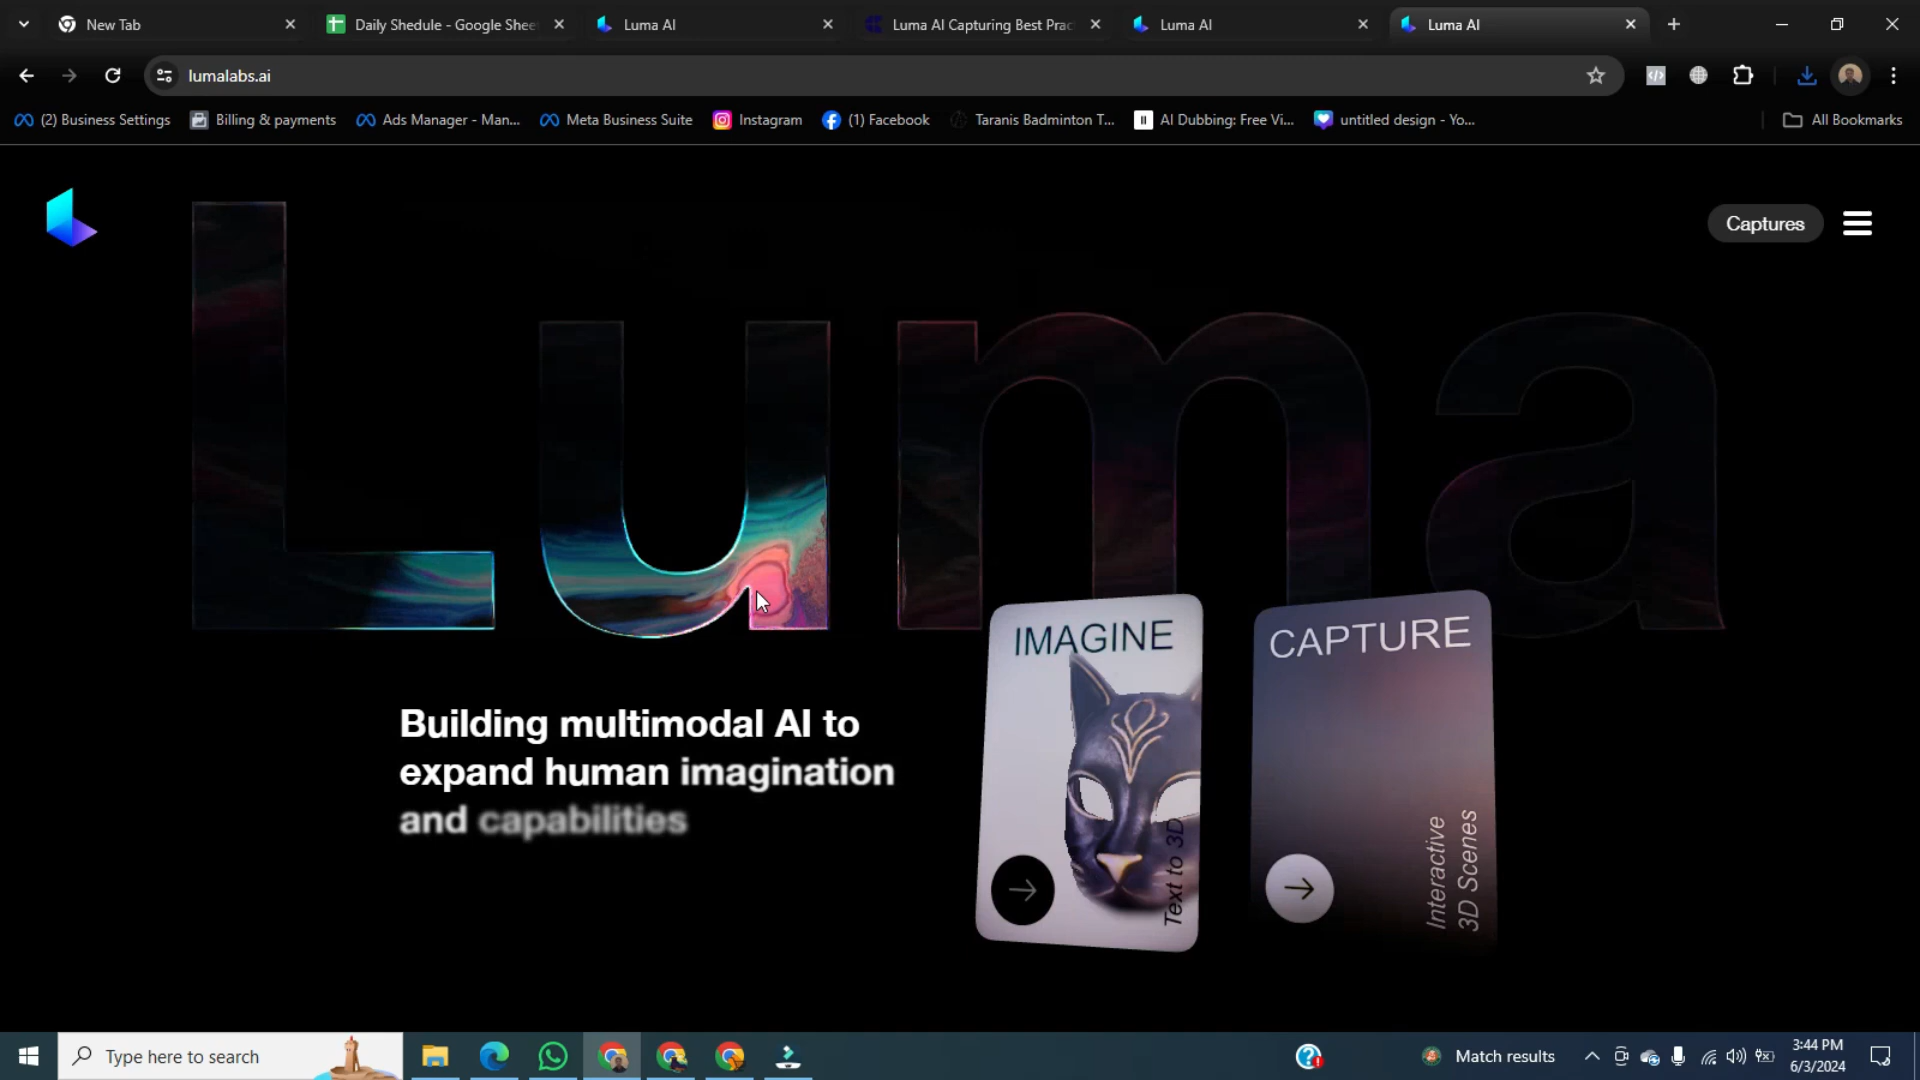 New Tab
Daily Shedule - Google Shee
Luma AI
Luma AI Capturing Best Prac
Luma AI
Luma AI
lumalabs.ai
(2) Business Settings
Billing & payments
Ads Manager - Man...
Meta Business Suite
Instagram
(1) Facebook
Taranis Badminton T...
AI Dubbing: Free Vi...
untitled design - Yo...
All Bookmarks
Captures
Luma
IMAGINE
CAPTURE
Building multimodal AI to
expand human imagination
and capabilities
Text to 3D
Interactive
3D Scenes
Type here to search
Match results
3:44 PM
6/3/2024